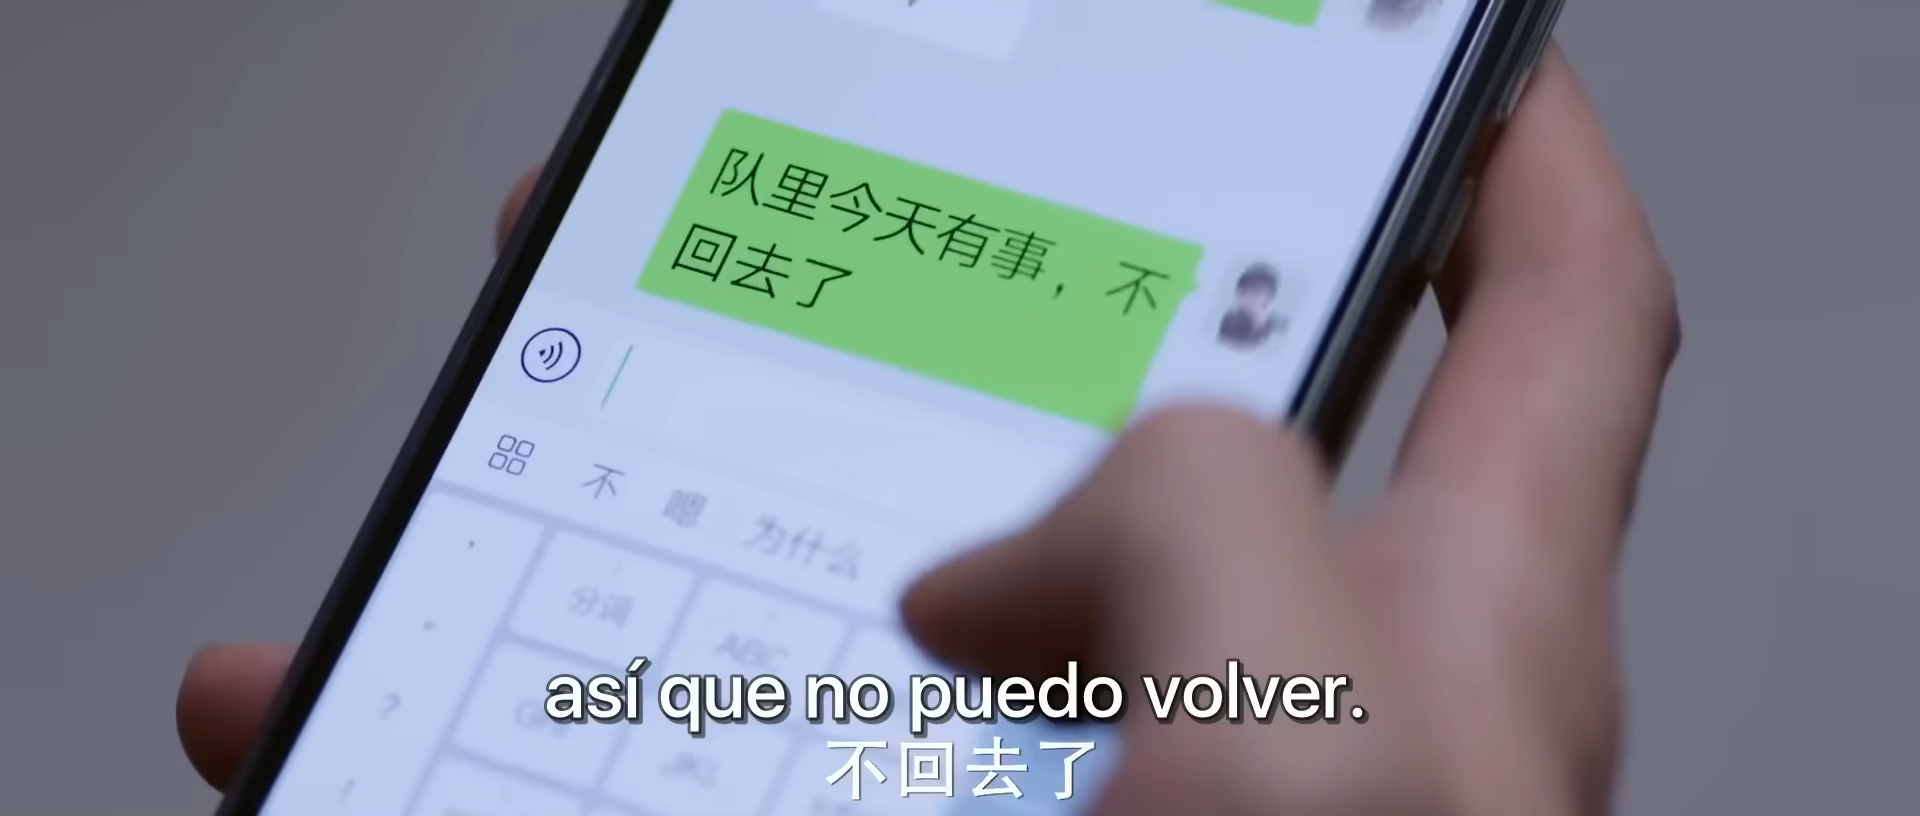 队里今天有事，不
回去了
不 嗯 为什么
，
。
分词
ABC
？
！
JKL
así que no puedo volver.
不回去了